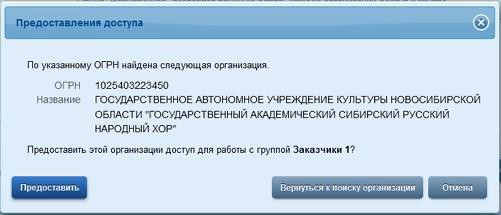 Предоставления доступа
По указанному ОГРН найдена следующая организация.
ОГРН 1025403223450
Название ГОСУДАРСТВЕННОЕ АВТОНОМНОЕ УЧРЕЖДЕНИЕ КУЛЬТУРЫ НОВОСИБИРСКОЙ
ОБЛАСТИ "ГОСУДАРСТВЕННЫЙ АКАДЕМИЧЕСКИЙ СИБИРСКИЙ РУССКИЙ
НАРОДНЫЙ ХОР"
Предоставить этой организации доступ для работы с группой Заказчики 1?
Предоставить Вернуться к поиску организации Отмена